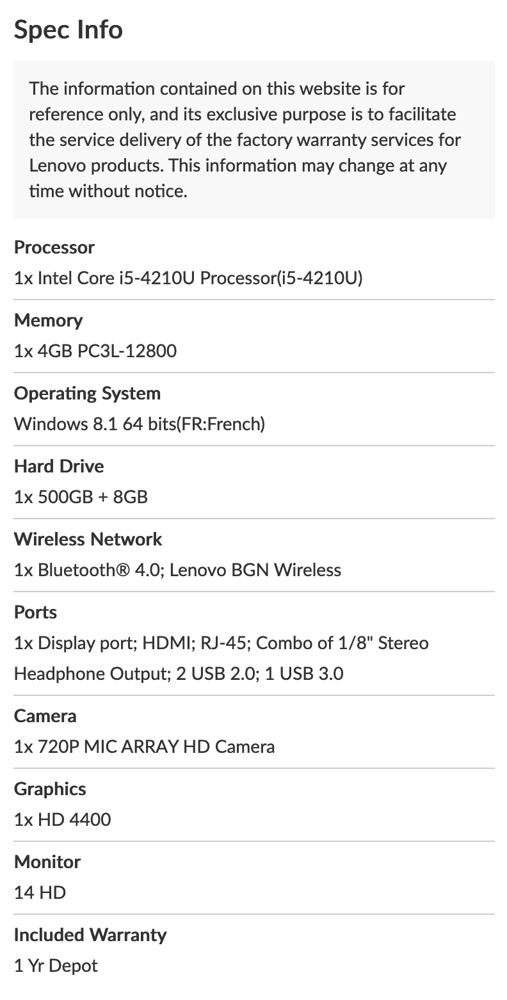 Spec Info
The information contained on this website is for
reference only, and its exclusive purpose is to facilitate
the service delivery of the factory warranty services for
Lenovo products. This information may change at any
time without notice.
Processor
1x Intel Core i5-4210U Processor(i5-4210U)
Memory
1x 4GB PC3L-12800
Operating System
Windows 8.1 64 bits(FR:French)
Hard Drive
1x 500GB + 8GB
Wireless Network
1x Bluetooth® 4.0; Lenovo BGN Wireless
Ports
1x Display port; HDMI; RJ-45; Combo of 1/8" Stereo
Headphone Output; 2 USB 2.0; 1 USB 3.0
Camera
1x 720P MIC ARRAY HD Camera
Graphics
1x HD 4400
Monitor
14 HD
Included Warranty
1 Yr Depot